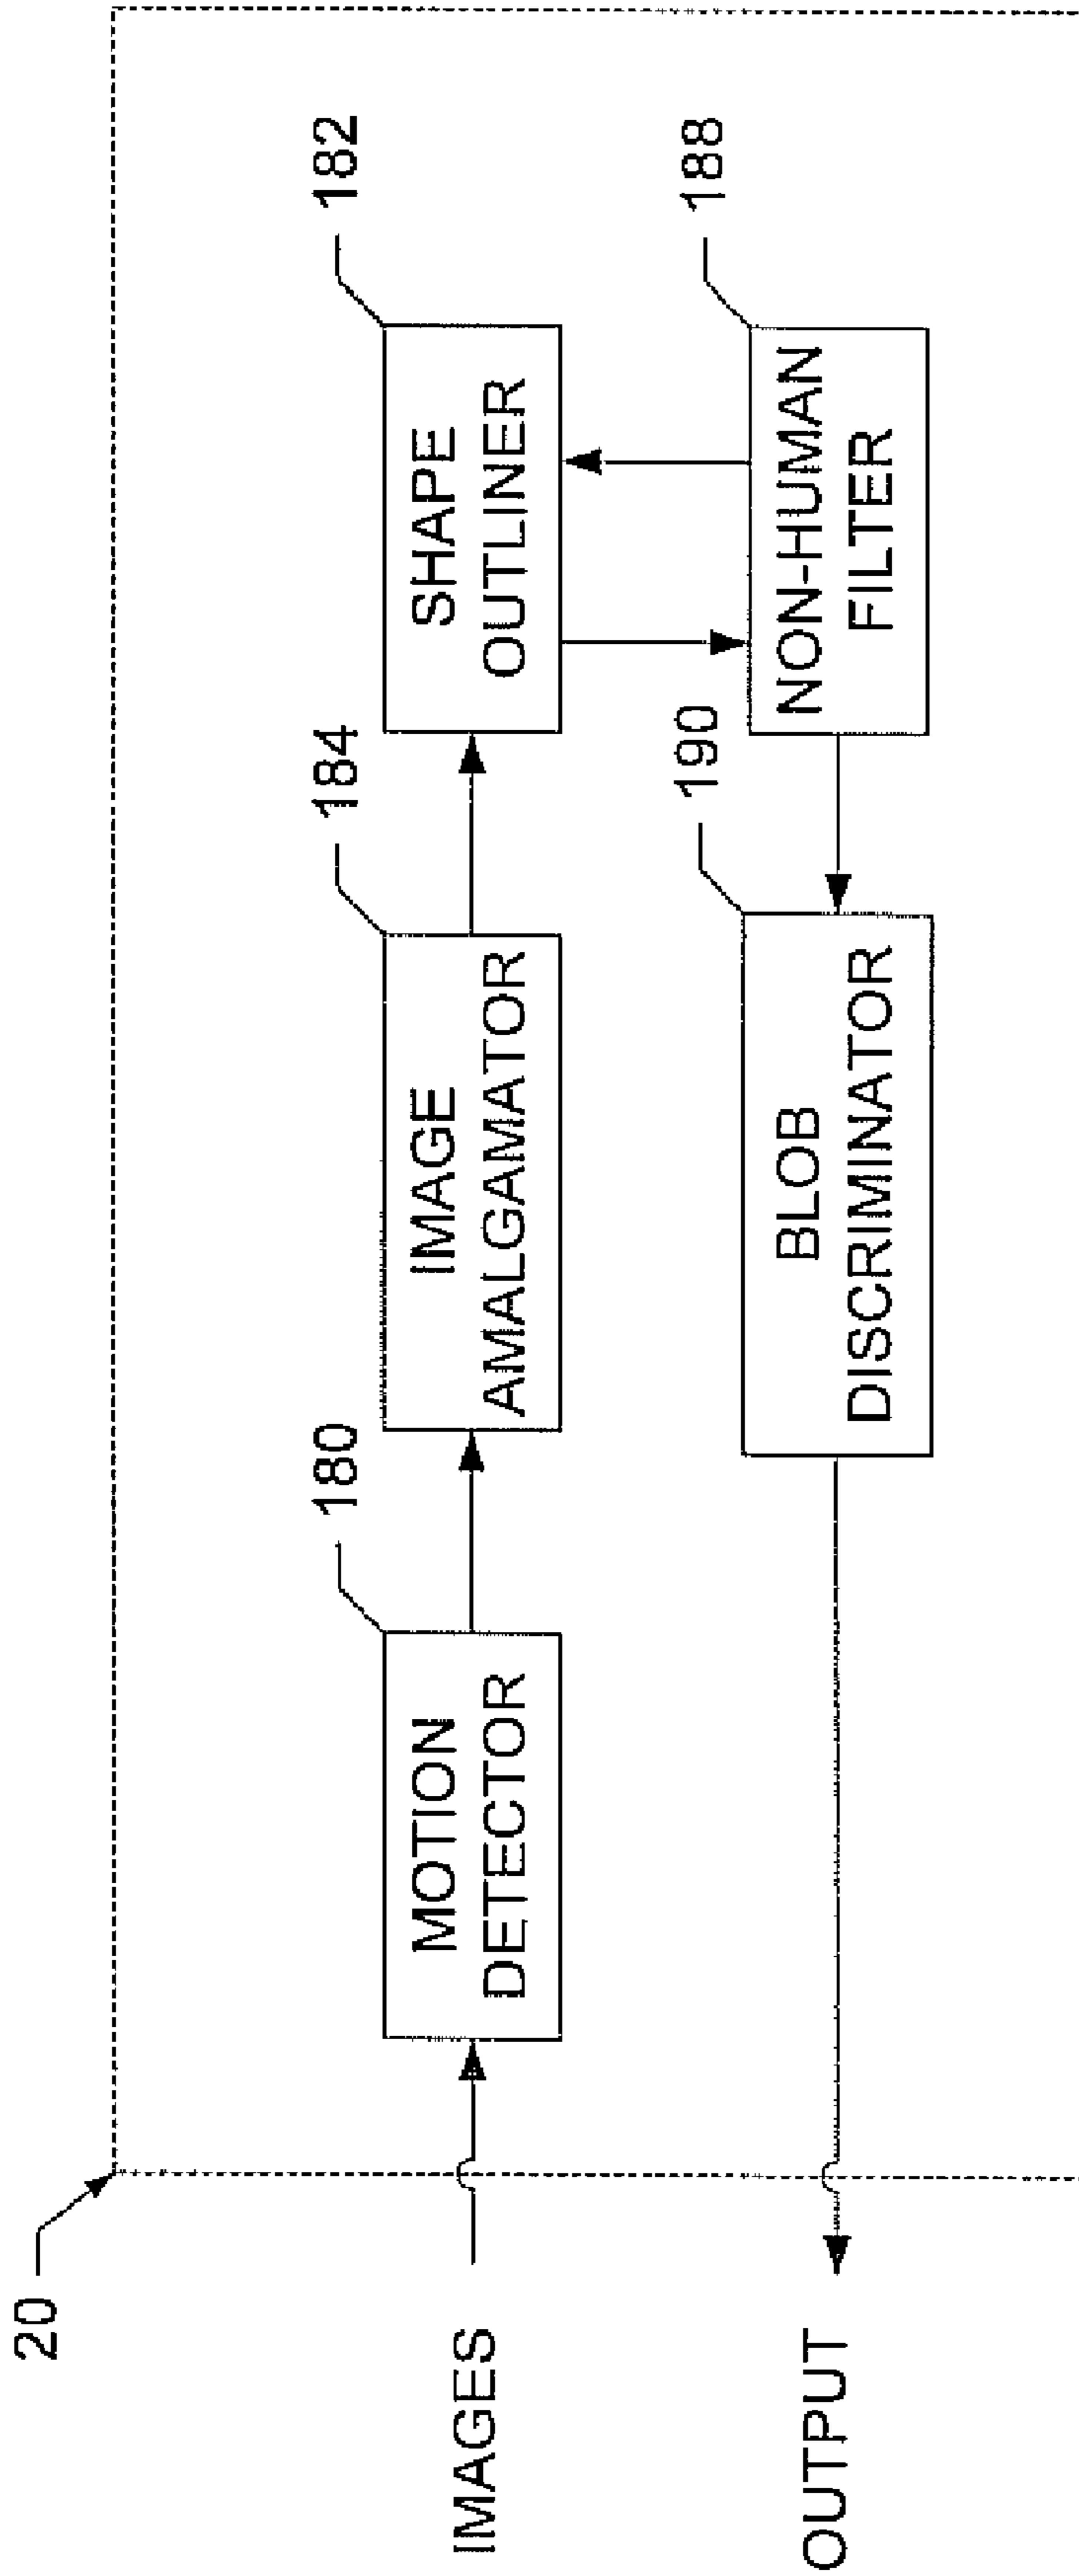 20
180
184
182
IMAGES
MOTION
DETECTOR
IMAGE
AMALGAMATOR
SHAPE
OUTLINER
190
188
OUTPUT
BLOB
DISCRIMINATOR
NON-HUMAN
FILTER